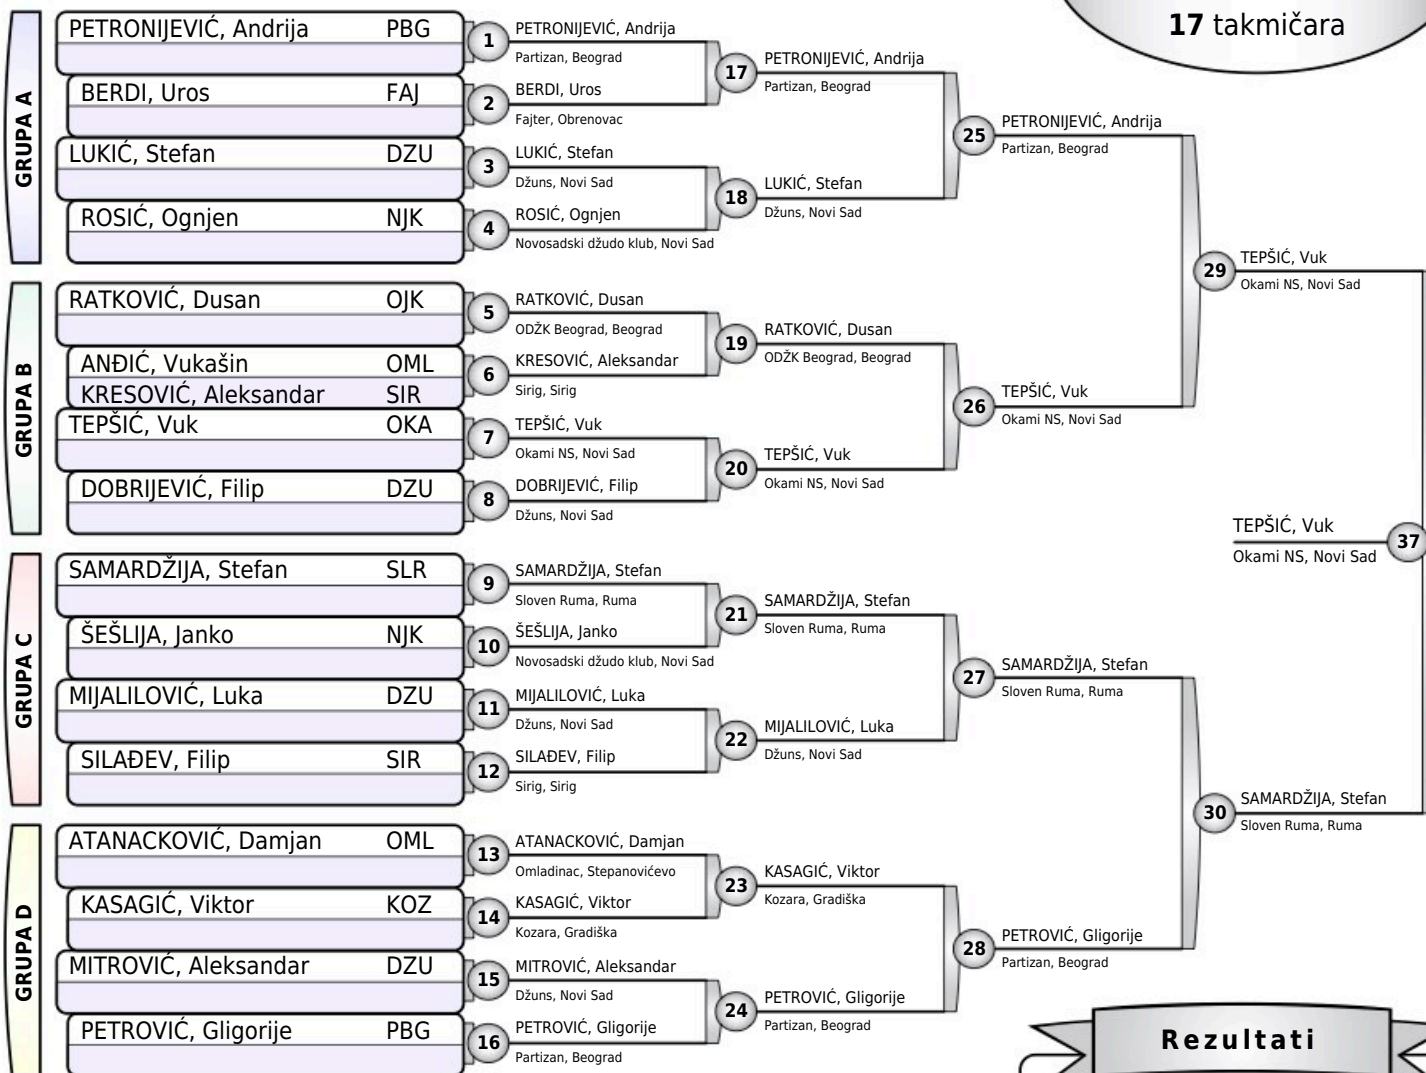 17 takmičara
GRUPA A
PETRONIJEVIĆ, Andrija PBG
BERDI, Uros FAJ
LUKIĆ, Stefan DZU
ROSIĆ, Ognjen NJK
GRUPA B
RATKOVIĆ, Dusan OJK
ANĐIĆ, Vukašin OML
KRESOVIĆ, Aleksandar SIR
TEPŠIĆ, Vuk OKA
DOBRIJEVIĆ, Filip DZU
GRUPA C
SAMARDŽIJA, Stefan SLR
ŠEŠLIJA, Janko NJK
MIJALILOVIĆ, Luka DZU
SILAĐEV, Filip SIR
GRUPA D
ATANACKOVIĆ, Damjan OML
KASAGIĆ, Viktor KOZ
MITROVIĆ, Aleksandar DZU
PETROVIĆ, Gligorije PBG
1 PETRONIJEVIĆ, Andrija
Partizan, Beograd
2 BERDI, Uros
Fajter, Obrenovac
3 LUKIĆ, Stefan
Džuns, Novi Sad
4 ROSIĆ, Ognjen
Novosadski džudo klub, Novi Sad
5 RATKOVIĆ, Dusan
ODŽK Beograd, Beograd
6 KRESOVIĆ, Aleksandar
Sirig, Sirig
7 TEPŠIĆ, Vuk
Okami NS, Novi Sad
8 DOBRIJEVIĆ, Filip
Džuns, Novi Sad
9 SAMARDŽIJA, Stefan
Sloven Ruma, Ruma
10 ŠEŠLIJA, Janko
Novosadski džudo klub, Novi Sad
11 MIJALILOVIĆ, Luka
Džuns, Novi Sad
12 SILAĐEV, Filip
Sirig, Sirig
13 ATANACKOVIĆ, Damjan
Omladinac, Stepanovićevo
14 KASAGIĆ, Viktor
Kozara, Gradiška
15 MITROVIĆ, Aleksandar
Džuns, Novi Sad
16 PETROVIĆ, Gligorije
Partizan, Beograd
17 PETRONIJEVIĆ, Andrija
Partizan, Beograd
18 LUKIĆ, Stefan
Džuns, Novi Sad
19 RATKOVIĆ, Dusan
ODŽK Beograd, Beograd
20 TEPŠIĆ, Vuk
Okami NS, Novi Sad
21 SAMARDŽIJA, Stefan
Sloven Ruma, Ruma
22 MIJALILOVIĆ, Luka
Džuns, Novi Sad
23 KASAGIĆ, Viktor
Kozara, Gradiška
24 PETROVIĆ, Gligorije
Partizan, Beograd
25 PETRONIJEVIĆ, Andrija
Partizan, Beograd
26 TEPŠIĆ, Vuk
Okami NS, Novi Sad
27 SAMARDŽIJA, Stefan
Sloven Ruma, Ruma
28 PETROVIĆ, Gligorije
Partizan, Beograd
29 TEPŠIĆ, Vuk
Okami NS, Novi Sad
30 SAMARDŽIJA, Stefan
Sloven Ruma, Ruma
TEPŠIĆ, Vuk 37
Okami NS, Novi Sad
Rezultati